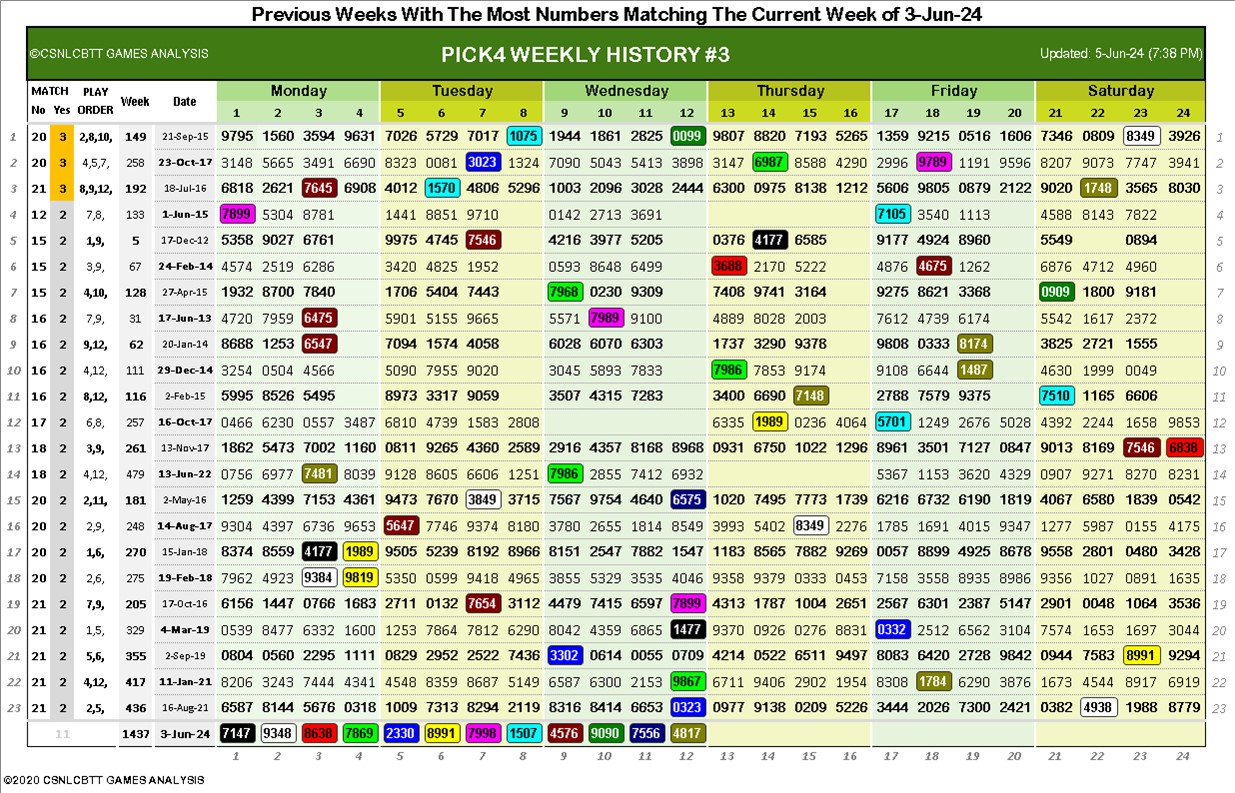 Previous Weeks With The Most Numbers Matching The Current Week of 3-Jun-24
©CSNLCBTT GAMES ANALYSIS PICK4 WEEKLY HISTORY #3 Updated: 5-Jun-24 (7:38 PM)
MATCH PLAY Week Date Monday Tuesday Wednesday Thursday Friday Saturday
No Yes ORDER 1 2 3 4 5 6 7 8 9 10 11 12 13 14 15 16 17 18 19 20 21 22 23 24
1 20 3 2,8,10, 149 21-Sep-15 9795 1560 3594 9631 7026 5729 7017 1075 1944 1861 2825 0099 9807 8820 7193 5265 1359 9215 0516 1606 7346 0809 8349 3926 1
2 20 3 4,5,7, 258 23-Oct-17 3148 5665 3491 6690 8323 0081 3023 1324 7090 5043 5413 3898 3147 6987 8588 4290 2996 9789 1191 9596 8207 9073 7747 3941 2
3 21 3 8,9,12, 192 18-Jul-16 6818 2621 7645 6908 4012 1570 4806 5296 1003 2096 3028 2444 6300 0975 8138 1212 5606 9805 0879 2122 9020 1748 3565 8030 3
4 12 2 7,8, 133 1-Jun-15 7899 5304 8781 1441 8851 9710 0142 2713 3691 7105 3540 1113 4588 8143 7822 4
5 15 2 1,9, 5 17-Dec-12 5358 9027 6761 9975 4745 7546 4216 3977 5205 0376 4177 6585 9177 4924 8960 5549 0894 5
6 15 2 3,9, 67 24-Feb-14 4574 2519 6286 3420 4825 1952 0593 8648 6499 3688 2170 5222 4876 4675 1262 6876 4712 4960 6
7 15 2 4,10, 128 27-Apr-15 1932 8700 7840 1706 5404 7443 7968 0230 9309 7408 9741 3164 9275 8621 3368 0909 1800 9181 7
8 16 2 7,9, 31 17-Jun-13 4720 7959 6475 5901 5155 9665 5571 7989 9100 4889 8028 2003 7612 4739 6174 5542 1617 2372 8
9 16 2 9,12, 62 20-Jan-14 8688 1253 6547 7094 1574 4058 6028 6070 6303 1737 3290 9378 9808 0333 8174 3825 2721 1555 9
10 16 2 4,12, 111 29-Dec-14 3254 0504 4566 5090 7955 9020 3045 5893 7833 7986 7853 9174 9108 6644 1487 4630 1999 0049 10
11 16 2 8,12, 116 2-Feb-15 5995 8526 5495 8973 3317 9059 3507 4315 7283 3400 6690 7148 2788 7579 9375 7510 1165 6606 11
12 17 2 6,8, 257 16-Oct-17 0466 6230 0557 3487 6810 4739 1583 2808 6335 1989 0236 4064 5701 1249 2676 5028 4392 2244 1658 9853 12
13 18 2 3,9, 261 13-Nov-17 1862 5473 7002 1160 0811 9265 4360 2589 2916 4357 8168 8968 0931 6750 1022 1296 8961 3501 7127 0847 9013 8169 7546 6838 13
14 18 2 4,12, 479 13-Jun-22 0756 6977 7481 8039 9128 8605 6606 1251 7986 2855 7412 6932 5367 1153 3620 4429 0907 9271 8270 8231 14
15 20 2 2,11, 181 2-May-16 1259 4399 7153 4361 9473 7670 3849 3715 7567 9754 4640 6575 1020 7495 7773 1739 6216 6732 6190 1819 4067 6580 1839 0542 15
16 20 2 2,9, 248 14-Aug-17 9304 4397 6736 9653 5647 7746 9374 8180 3780 2655 1814 8549 3993 5402 8349 2276 1785 1691 4015 9347 1277 5987 0155 4175 16
17 20 2 1,6, 270 15-Jan-18 8374 8559 4177 1989 9505 5239 8192 8966 8151 2547 7882 1547 1183 8565 7882 9269 0057 8899 4925 8678 9558 2801 0480 3428 17
18 20 2 2,6, 275 19-Feb-18 7962 4923 9384 9819 5350 0599 9418 4965 3855 5329 3535 4046 9358 9379 0333 0453 7158 3558 8935 8986 9356 1027 0891 1635 18
19 21 2 7,9, 205 17-Oct-16 6156 1447 0766 1683 2711 0132 7654 3112 4479 7415 6597 7899 4313 1787 1004 2651 2567 6301 2387 5147 2901 0048 1064 3536 19
20 21 2 1,5, 329 4-Mar-19 0539 8477 6332 1600 1253 7864 7812 6290 8042 4359 6865 1477 9370 0926 0276 8831 0332 2512 6562 3104 7574 1653 1697 3044 20
21 21 2 5,6, 355 2-Sep-19 0804 0560 2295 1111 0829 2952 2522 7436 3302 0614 0055 0709 4214 0522 6511 9497 8083 6420 2728 9842 0944 7583 8991 9294 21
22 21 2 4,12, 417 11-Jan-21 8206 3243 7444 4341 4548 8359 8687 5149 6587 6300 2153 9867 6711 9406 2902 1954 8308 1784 6290 3876 1673 4544 8917 6919 22
23 21 2 2,5, 436 16-Aug-21 6587 8144 5676 0318 1009 7313 8294 2119 8316 8414 6653 0323 0977 9138 0209 5226 3444 2026 7300 2421 0382 4938 1988 8779 23
11 1437 3-Jun-24 7147 9348 8638 7869 2330 8991 7998 1507 4576 9090 7556 4817
1 2 3 4 5 6 7 8 9 10 11 12 13 14 15 16 17 18 19 20 21 22 23 24
©2020 CSNLCBTT GAMES ANALYSIS